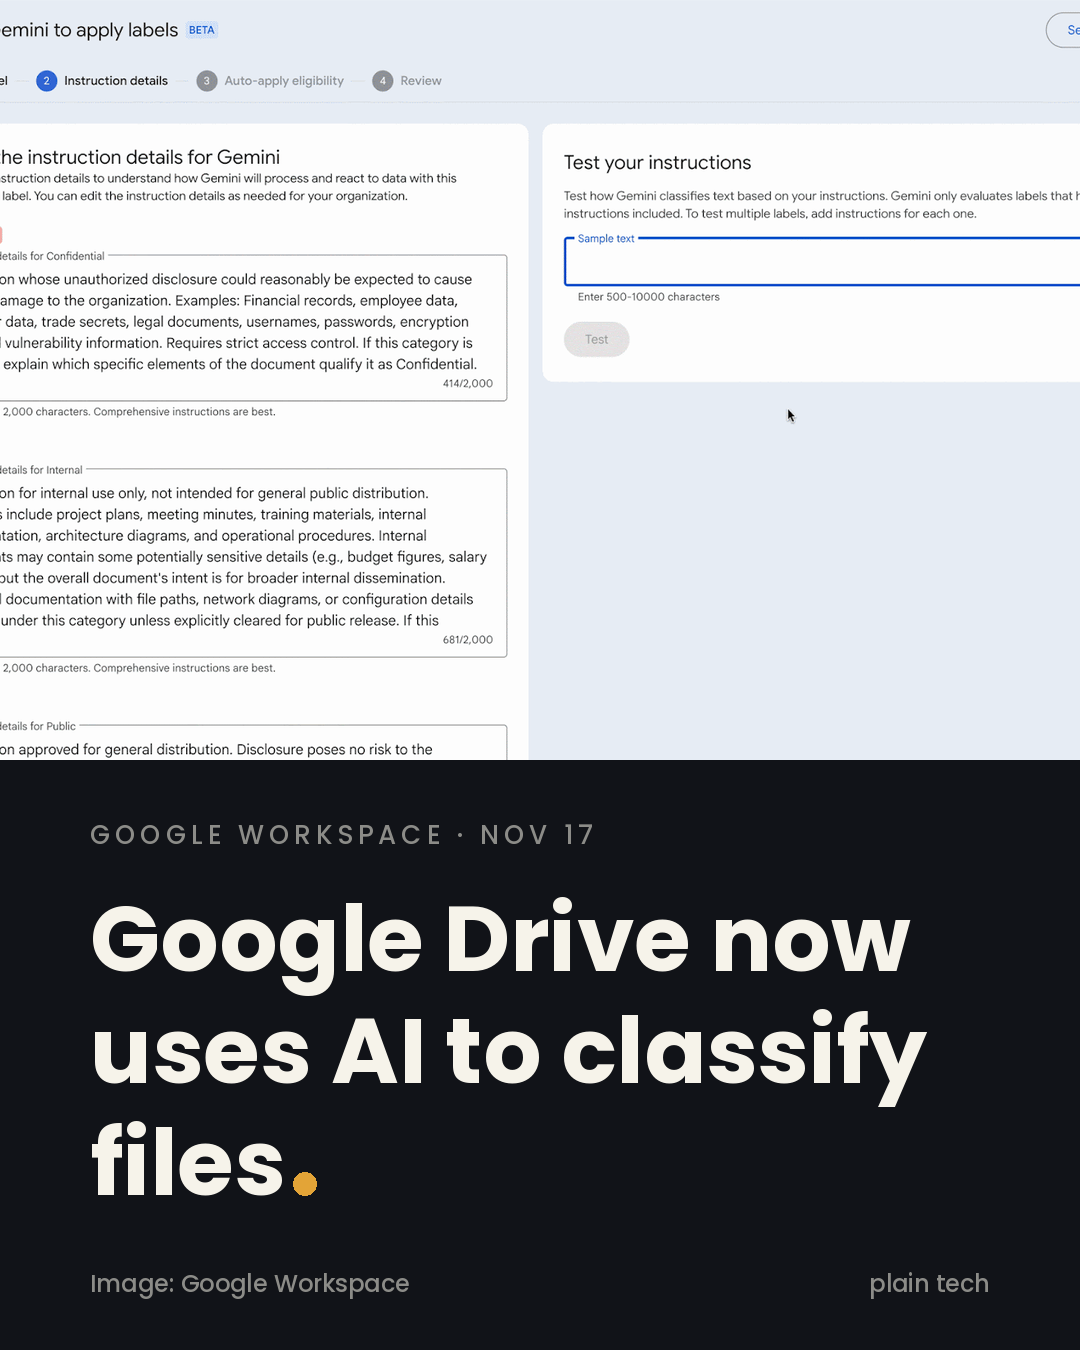 emini to apply labels BETA
Se
el 2 Instruction details 3 Auto-apply eligibility 4 Review
the instruction details for Gemini
struction details to understand how Gemini will process and react to data with this
label. You can edit the instruction details as needed for your organization.
details for Confidential
on whose unauthorized disclosure could reasonably be expected to cause
amage to the organization. Examples: Financial records, employee data,
r data, trade secrets, legal documents, usernames, passwords, encryption
l vulnerability information. Requires strict access control. If this category is
explain which specific elements of the document qualify it as Confidential.
414/2,000
2,000 characters. Comprehensive instructions are best.
details for Internal
on for internal use only, not intended for general public distribution.
s include project plans, meeting minutes, training materials, internal
ntation, architecture diagrams, and operational procedures. Internal
nts may contain some potentially sensitive details (e.g., budget figures, salary
but the overall document's intent is for broader internal dissemination.
l documentation with file paths, network diagrams, or configuration details
under this category unless explicitly cleared for public release. If this
681/2,000
2,000 characters. Comprehensive instructions are best.
details for Public
on approved for general distribution. Disclosure poses no risk to the
Test your instructions
Test how Gemini classifies text based on your instructions. Gemini only evaluates labels that h
instructions included. To test multiple labels, add instructions for each one.
Sample text
Enter 500-10000 characters
Test
GOOGLE WORKSPACE · NOV 17
Google Drive now
uses AI to classify
files.
Image: Google Workspace
plain tech